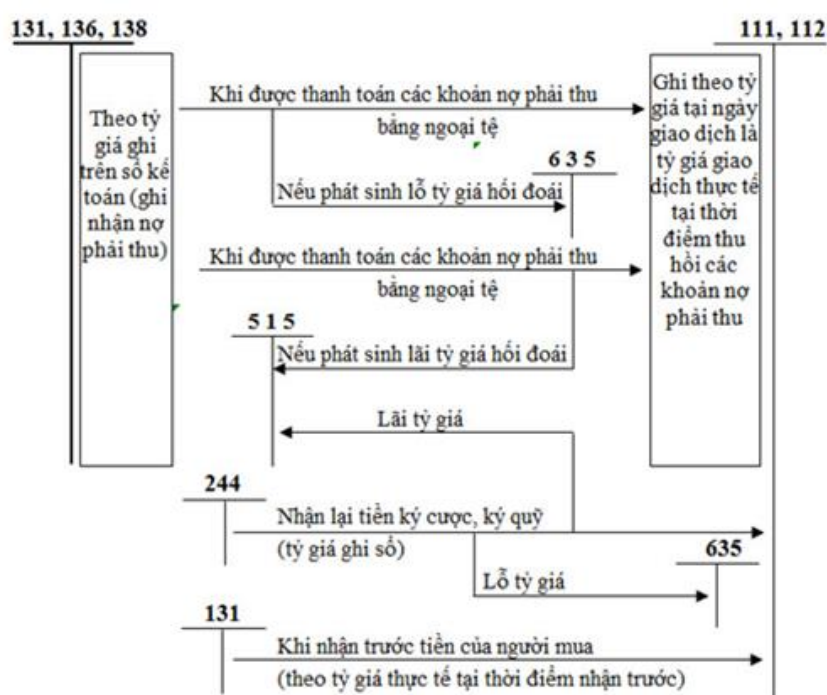 131, 136, 138
111, 112
Theo tỷ
giá ghi
trên sổ kế
toán (ghi
nhận nợ
phải thu)
Khi được thanh toán các khoản nợ phải thu
bằng ngoại tệ
6 3 5
Nếu phát sinh lỗ tỷ giá hối đoái
Khi được thanh toán các khoản nợ phải thu
bằng ngoại tệ
5 1 5
Nếu phát sinh lãi tỷ giá hối đoái
Lãi tỷ giá
Ghi theo tỷ
giá tại ngày
giao dịch là
tỷ giá giao
dịch thực tế
tại thời
điểm thu
hồi các
khoản nợ
phải thu
244
Nhận lại tiền ký cược, ký quỹ
(tỷ giá ghi sổ)
635
Lỗ tỷ giá
131
Khi nhận trước tiền của người mua
(theo tỷ giá thực tế tại thời điểm nhận trước)